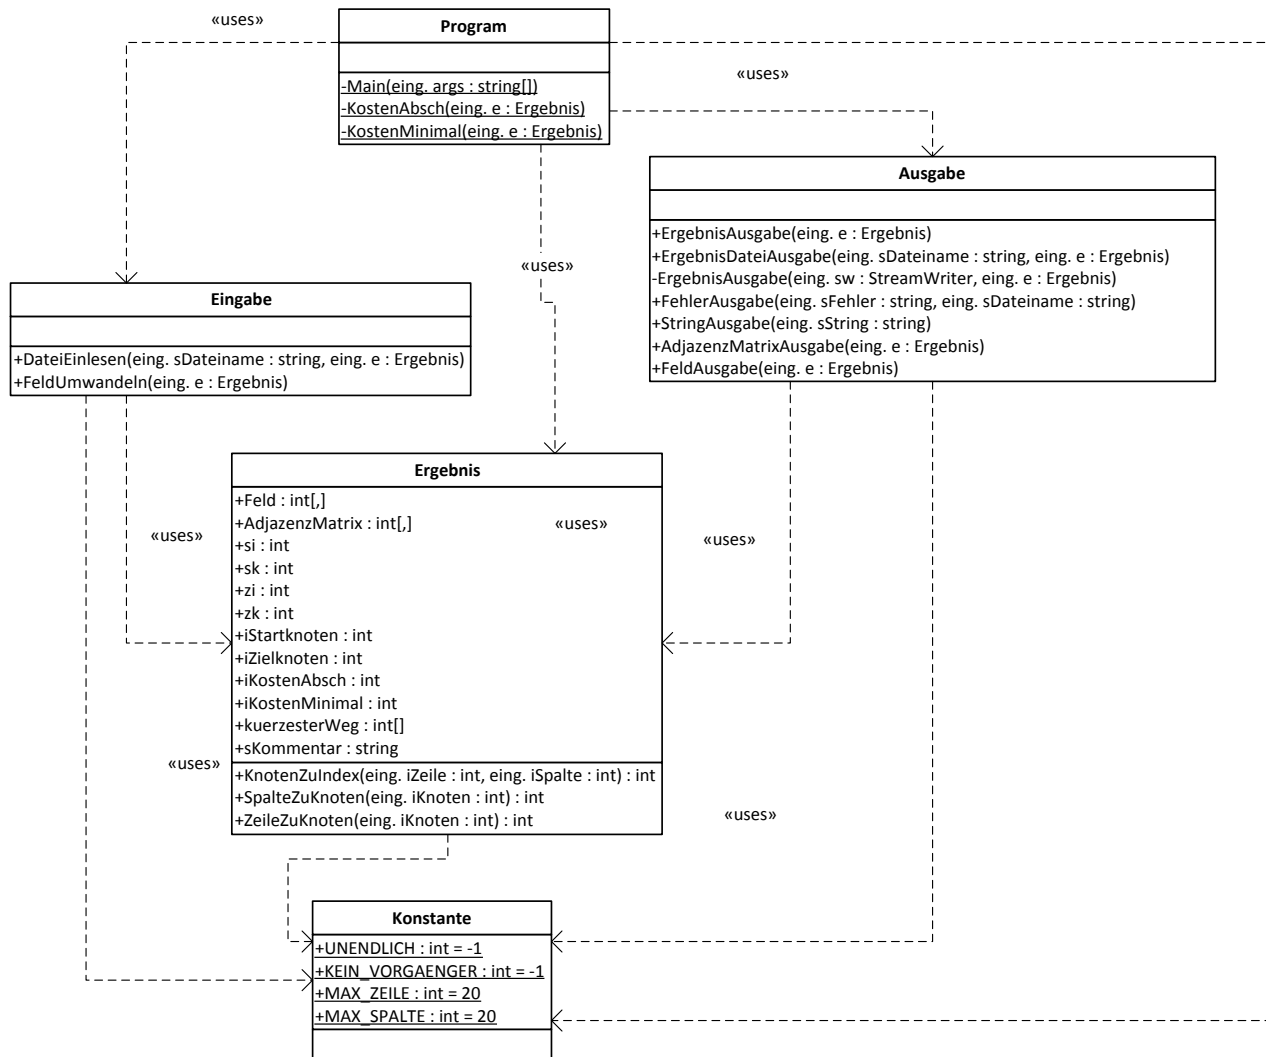 «uses»
Program
-Main(eing. args : string[])
-KostenAbsch(eing. e : Ergebnis)
-KostenMinimal(eing. e : Ergebnis)
«uses»
Ausgabe
+ErgebnisAusgabe(eing. e : Ergebnis)
+ErgebnisDateiAusgabe(eing. sDateiname : string, eing. e : Ergebnis)
-ErgebnisAusgabe(eing. sw : StreamWriter, eing. e : Ergebnis)
+FehlerAusgabe(eing. sFehler : string, eing. sDateiname : string)
+StringAusgabe(eing. sString : string)
+AdjazenzMatrixAusgabe(eing. e : Ergebnis)
+FeldAusgabe(eing. e : Ergebnis)
«uses»
Eingabe
+DateiEinlesen(eing. sDateiname : string, eing. e : Ergebnis)
+FeldUmwandeln(eing. e : Ergebnis)
Ergebnis
+Feld : int[,]
+AdjazenzMatrix : int[,]
+si : int
+sk : int
+zi : int
+zk : int
+iStartknoten : int
+iZielknoten : int
+iKostenAbsch : int
+iKostenMinimal : int
+kuerzesterWeg : int[]
+sKommentar : string
+KnotenZuIndex(eing. iZeile : int, eing. iSpalte : int) : int
+SpalteZuKnoten(eing. iKnoten : int) : int
+ZeileZuKnoten(eing. iKnoten : int) : int
«uses»
«uses»
«uses»
«uses»
«uses»
Konstante
+UNENDLICH : int = -1
+KEIN_VORGAENGER : int = -1
+MAX_ZEILE : int = 20
+MAX_SPALTE : int = 20